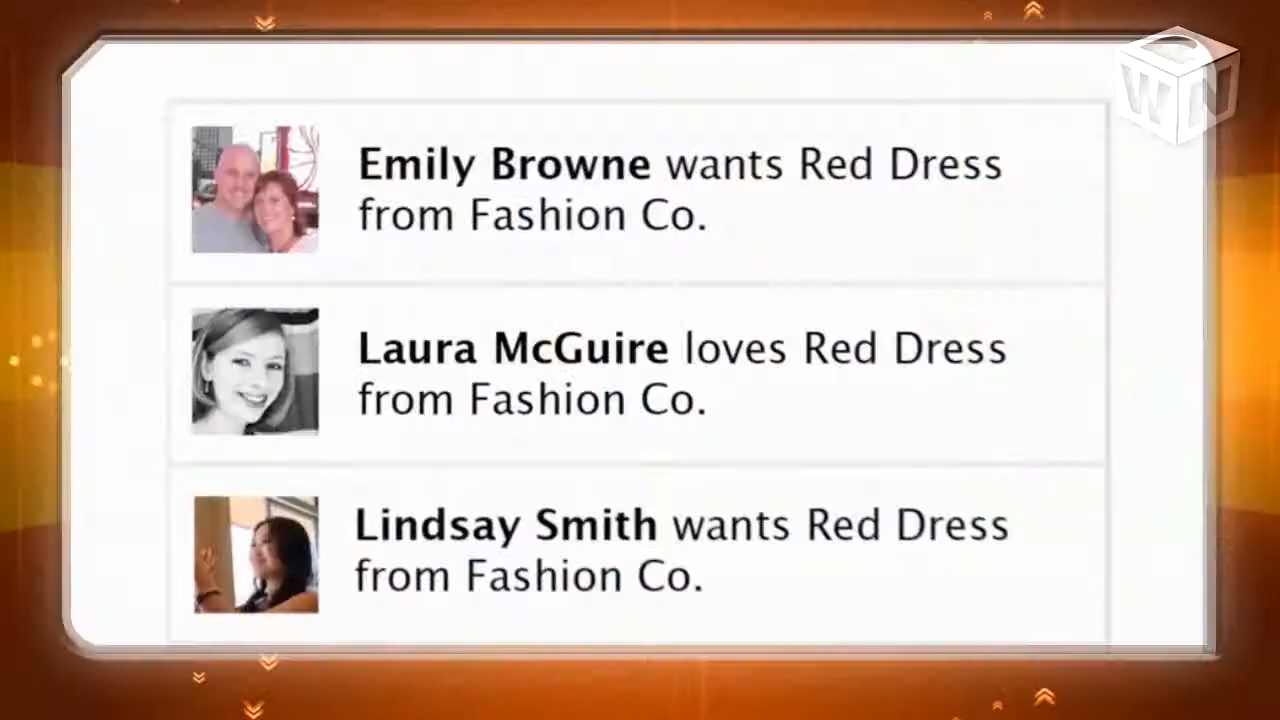 WN
Emily Browne wants Red Dress
from Fashion Co.
Laura McGuire loves Red Dress
from Fashion Co.
Lindsay Smith wants Red Dress
from Fashion Co.